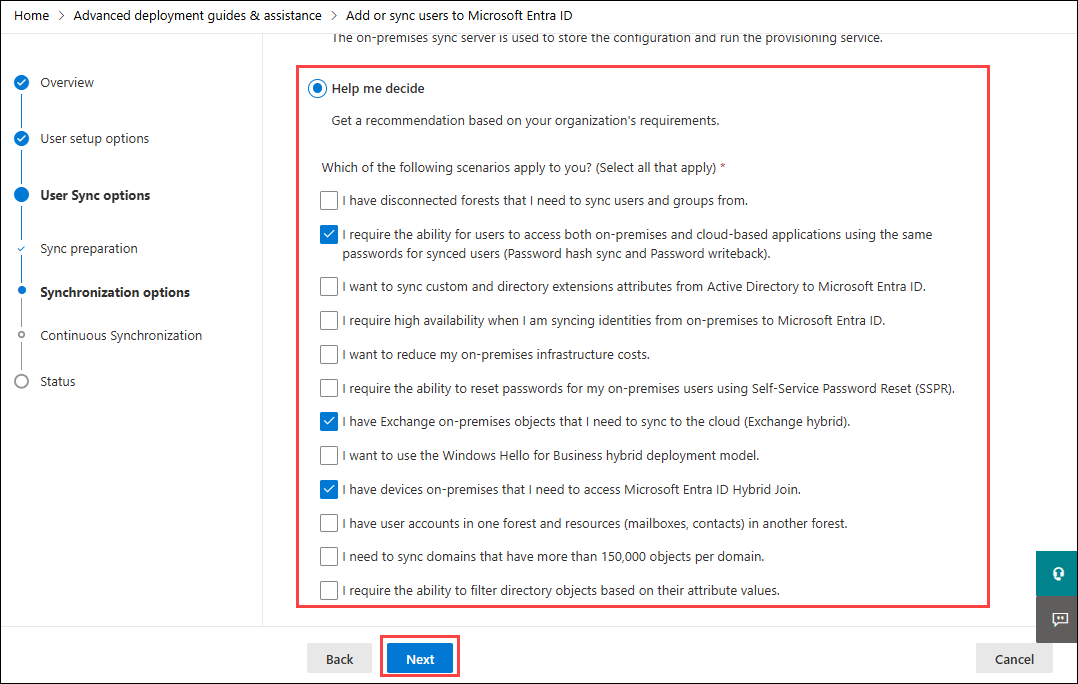 Home > Advanced deployment guides & assistance > Add or sync users to Microsoft Entra ID
The on-premises sync server is used to store the configuration and run the provisioning service.
Overview
User setup options
User Sync options
Sync preparation
Synchronization options
Continuous Synchronization
Status
Help me decide
Get a recommendation based on your organization's requirements.
Which of the following scenarios apply to you? (Select all that apply) *
I have disconnected forests that I need to sync users and groups from.
I require the ability for users to access both on-premises and cloud-based applications using the same
passwords for synced users (Password hash sync and Password writeback).
I want to sync custom and directory extensions attributes from Active Directory to Microsoft Entra ID.
I require high availability when I am syncing identities from on-premises to Microsoft Entra ID.
I want to reduce my on-premises infrastructure costs.
I require the ability to reset passwords for my on-premises users using Self-Service Password Reset (SSPR).
I have Exchange on-premises objects that I need to sync to the cloud (Exchange hybrid).
I want to use the Windows Hello for Business hybrid deployment model.
I have devices on-premises that I need to access Microsoft Entra ID Hybrid Join.
I have user accounts in one forest and resources (mailboxes, contacts) in another forest.
I need to sync domains that have more than 150,000 objects per domain.
I require the ability to filter directory objects based on their attribute values.
Back
Next
Cancel